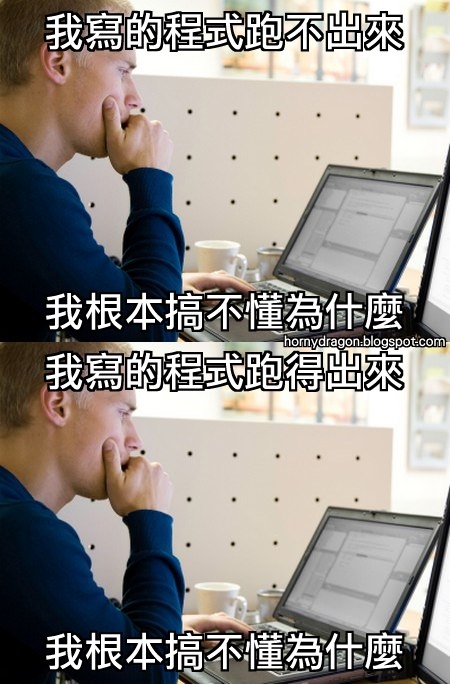 我寫的程式跑不出來
我根本搞不懂為什麼
hornydragon.blogspot.com
我寫的程式跑得出來
我根本搞不懂為什麼